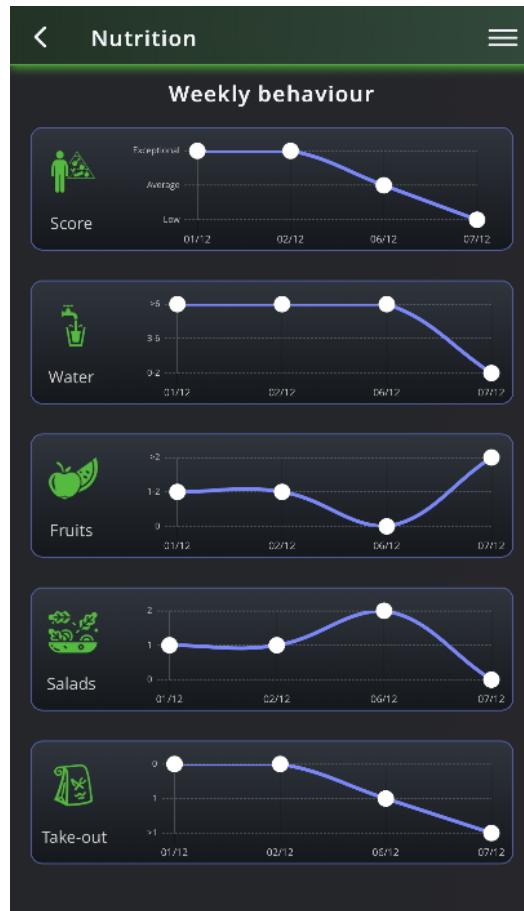 Nutrition
Weekly behaviour
Exceptional
Average
Low
Score
01/12 02/12 06/12 07/12
>6
3-6
0-2
Water
01/12 02/12 06/12 07/12
>2
1-2
0
Fruits
01/12 02/12 06/12 07/12
2
1
0
Salads
01/12 02/12 06/12 07/12
0
1
>1
Take-out
01/12 02/12 06/12 07/12